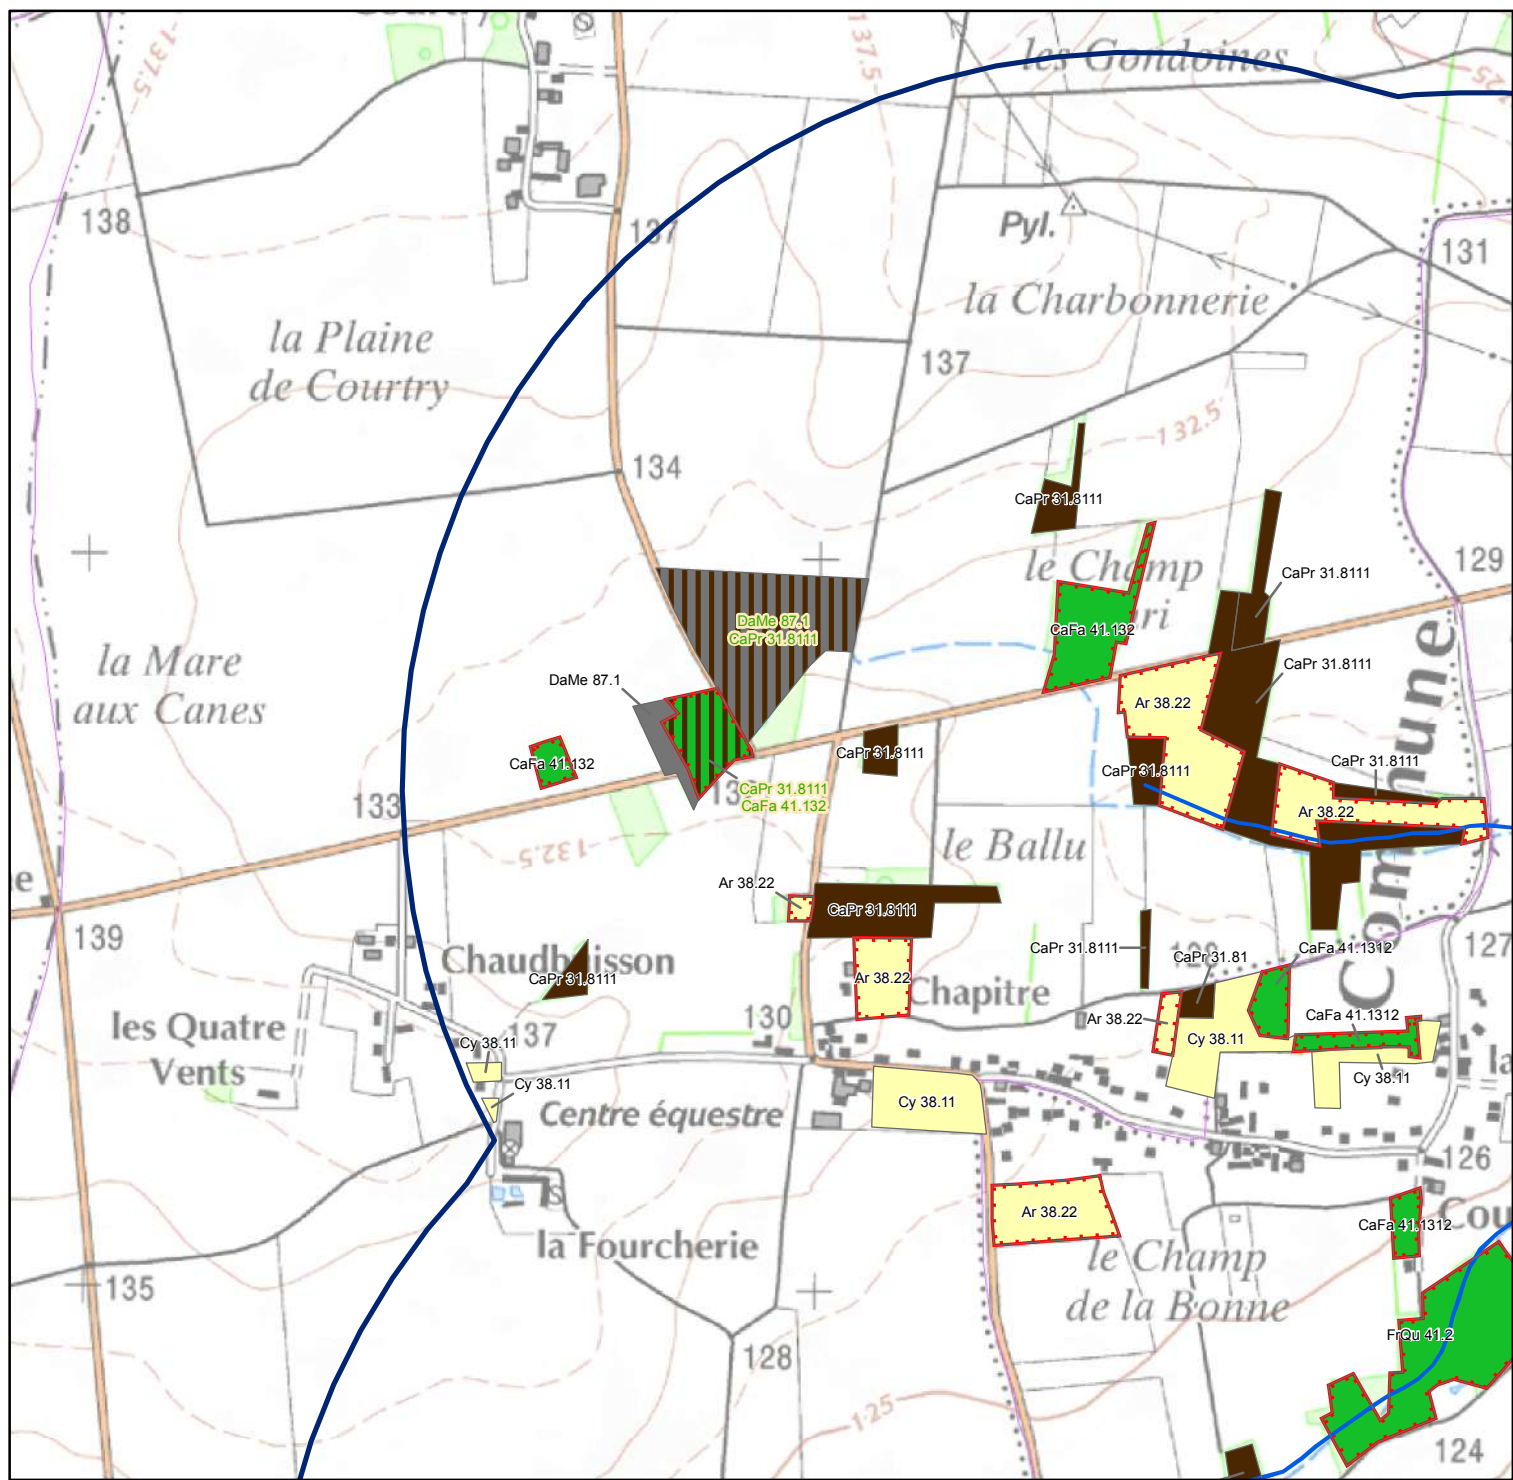 les Gondoines
137.5
137.5
138
137
Pyl.
131
la Charbonnerie
la Plaine
de Courtry
137
132.5
134
CaPr 31.8111
129
le Champ
CaPr 31.8111
DaMe 87.1
CaPr 31.8111
CaFa 41.132
la Mare
aux Canes
CaPr 31.8111
DaMe 87.1
Ar 38.22
CaFa 41.132
CaPr 31.8111
CaPr 31.8111
CaPr 31.8111
CaPr 31.8111
CaFa 41.132
133
Ar 38.22
132.5
le Ballu
Commune
Ar 38.22
CaPr 31.8111
139
Chaudbuisson
CaPr 31.8111
CaPr 31.8111
CaPr 31.81
CaFa 41.1312
127
Ar 38.22
Chapitre
les Quatre
Vents
137
130
Ar 38.22
CaFa 41.1312
Cy 38.11
Cy 38.11
Cy 38.11
Cy 38.11
Cy 38.11
Centre équestre
126
Ar 38.22
CaFa 41.1312
Cou
la Fourcherie
le Champ
de la Bonne
135
FrQu 41.2
128
125
124